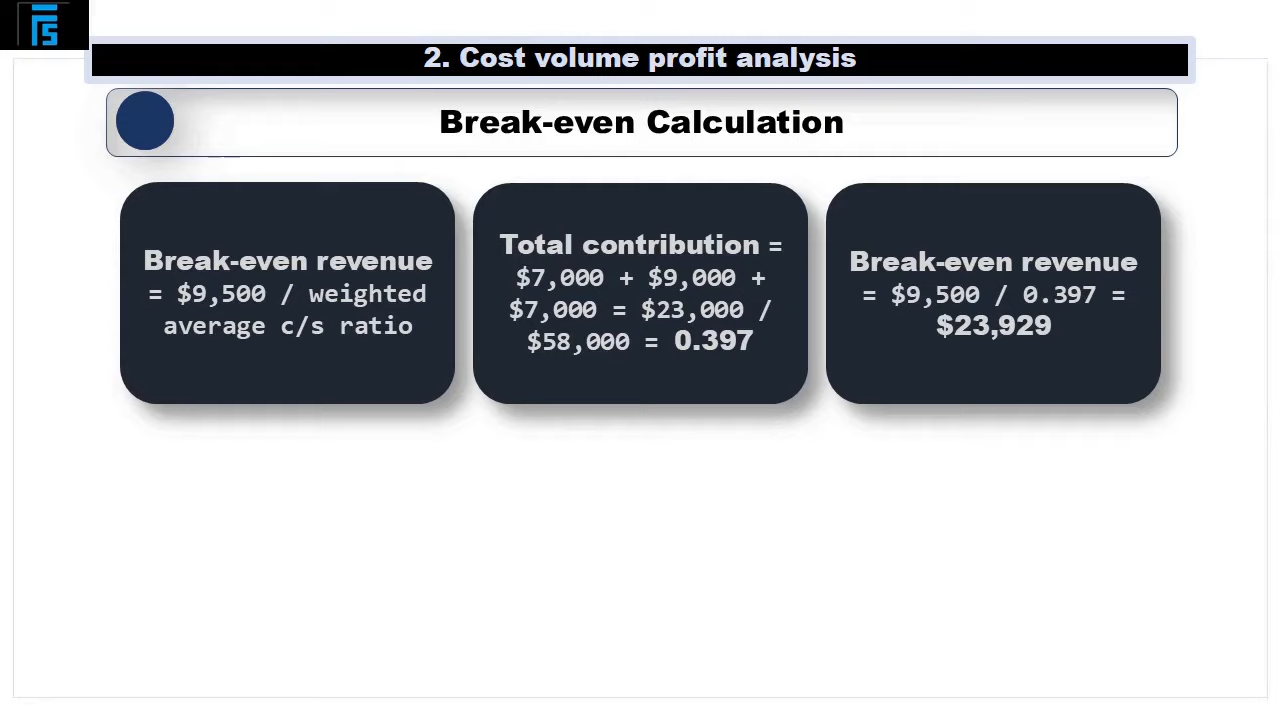 2. Cost volume profit analysis
Break-even Calculation
Break-even revenue
= $9,500 / weighted
average c/s ratio
Total contribution =
$7,000 + $9,000 +
$7,000 = $23,000 /
$58,000 = 0.397
Break-even revenue
= $9,500 / 0.397 =
$23,929